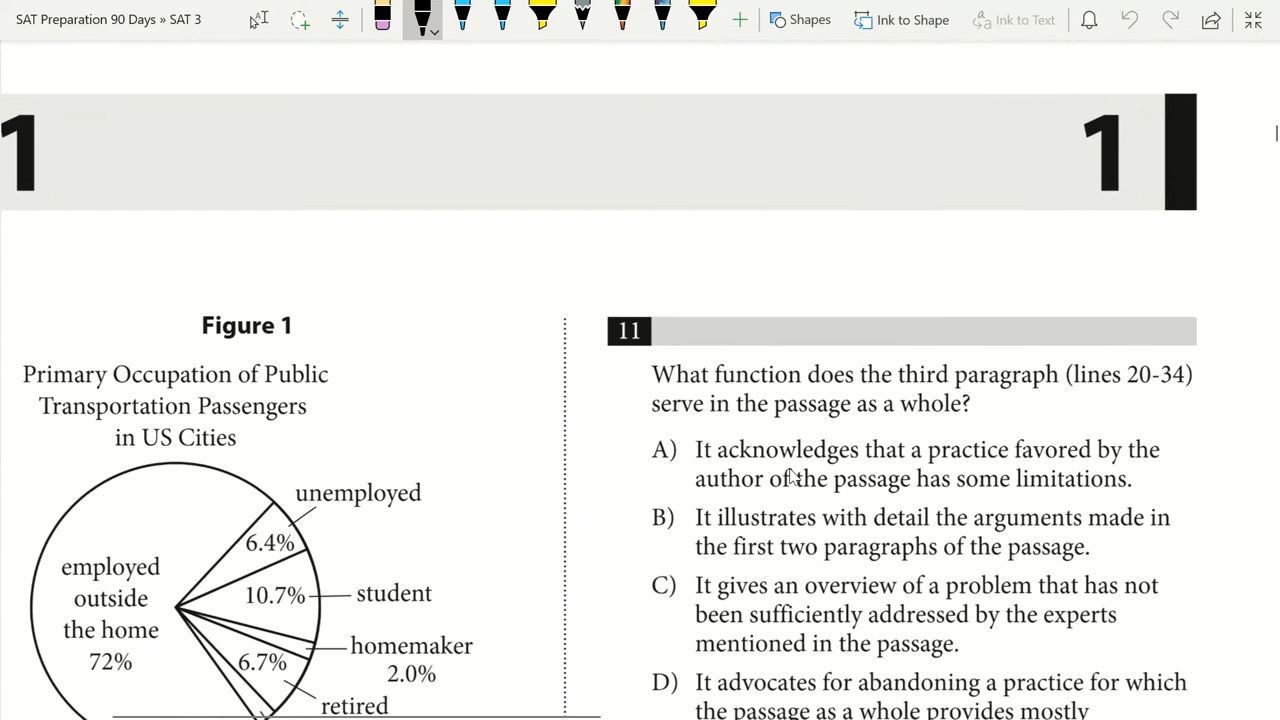 SAT Preparation 90 Days » SAT 3
Shapes
Ink to Shape
Ink to Text
1
1
Figure 1
Primary Occupation of Public
Transportation Passengers
in US Cities
unemployed
6.4%
employed
outside
the home
72%
10.7%
student
homemaker
2.0%
6.7%
retired
11
What function does the third paragraph (lines 20-34)
serve in the passage as a whole?
A) It acknowledges that a practice favored by the
author of the passage has some limitations.
B) It illustrates with detail the arguments made in
the first two paragraphs of the passage.
C) It gives an overview of a problem that has not
been sufficiently addressed by the experts
mentioned in the passage.
D) It advocates for abandoning a practice for which
the passage as a whole provides mostly